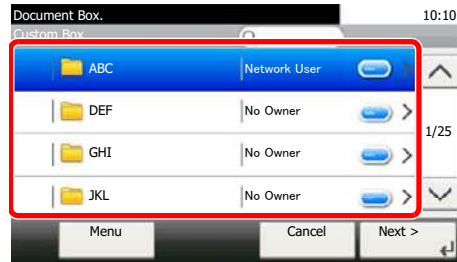 Document Box.
10:10
Custom Box
ABC Network User
DEF No Owner
GHI No Owner
JKL No Owner
1/25
Menu Cancel Next >